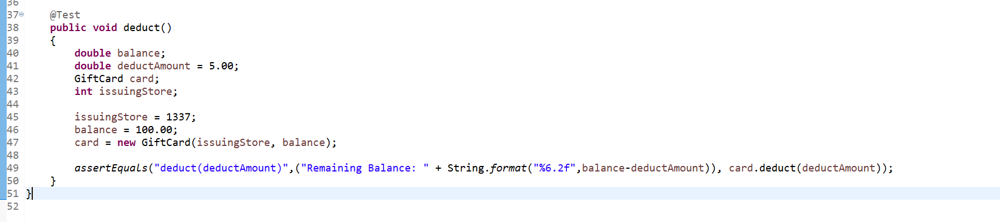 36
37 @Test
38 public void deduct()
39 {
40 double balance;
41 double deductAmount = 5.00;
42 GiftCard card;
43 int issuingStore;
44
45 issuingStore = 1337;
46 balance = 100.00;
47 card = new GiftCard(issuingStore, balance);
48
49 assertEquals("deduct(deductAmount)",("Remaining Balance: " + String.format("%6.2f",balance-deductAmount)), card.deduct(deductAmount));
50 }
51 }
52